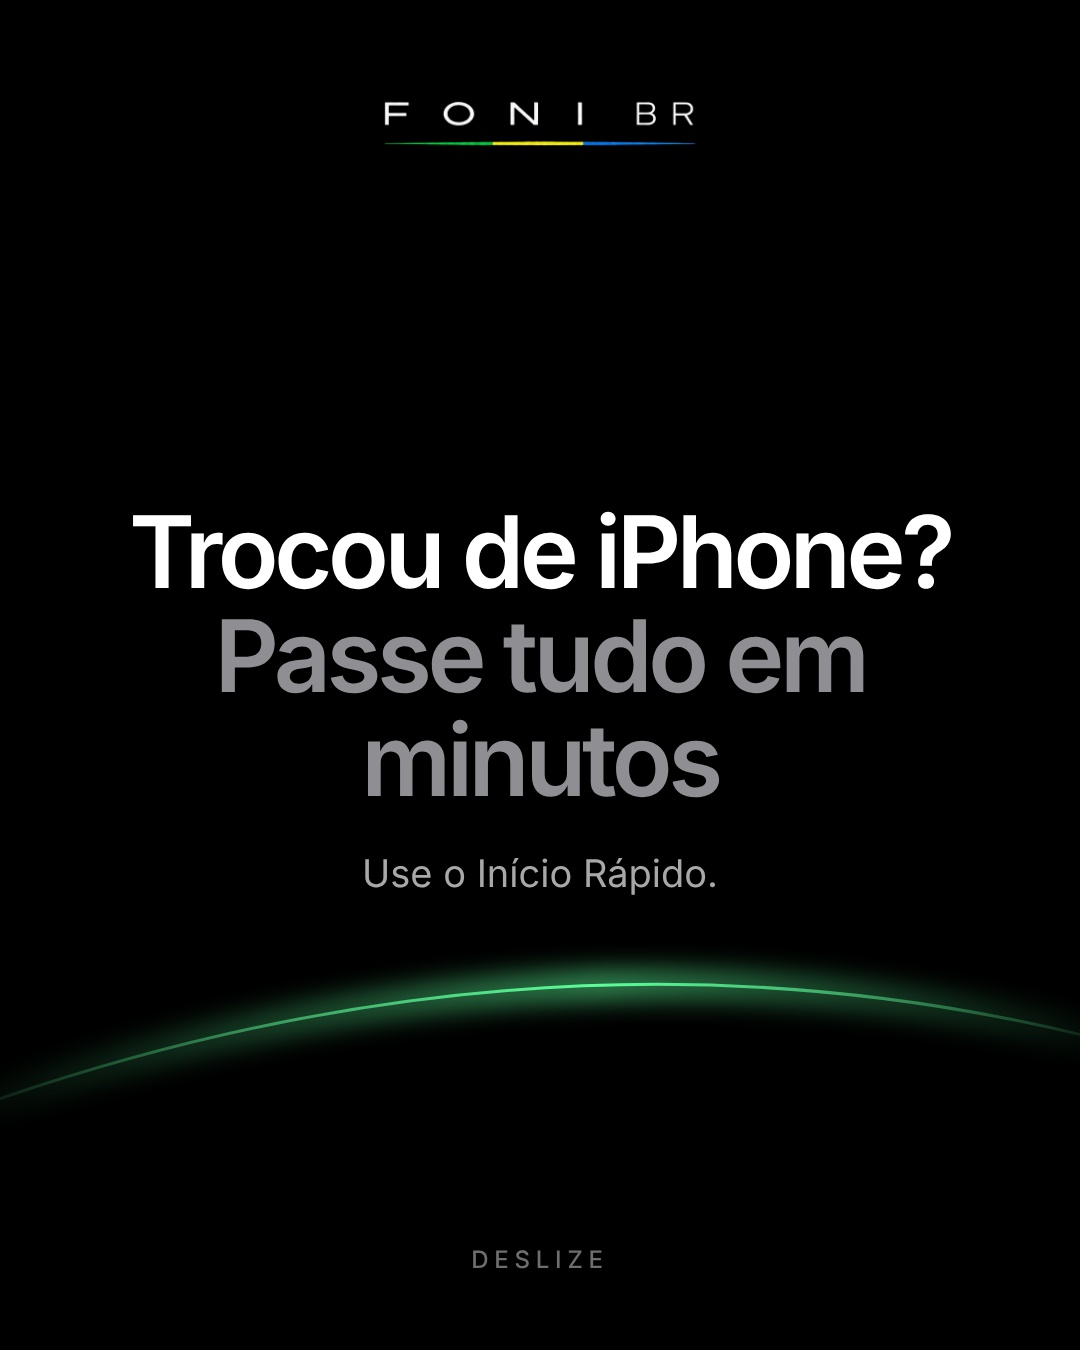 FONI BR
Trocou de iPhone?
Passe tudo em
minutos
Use o Início Rápido.
DESLIZE